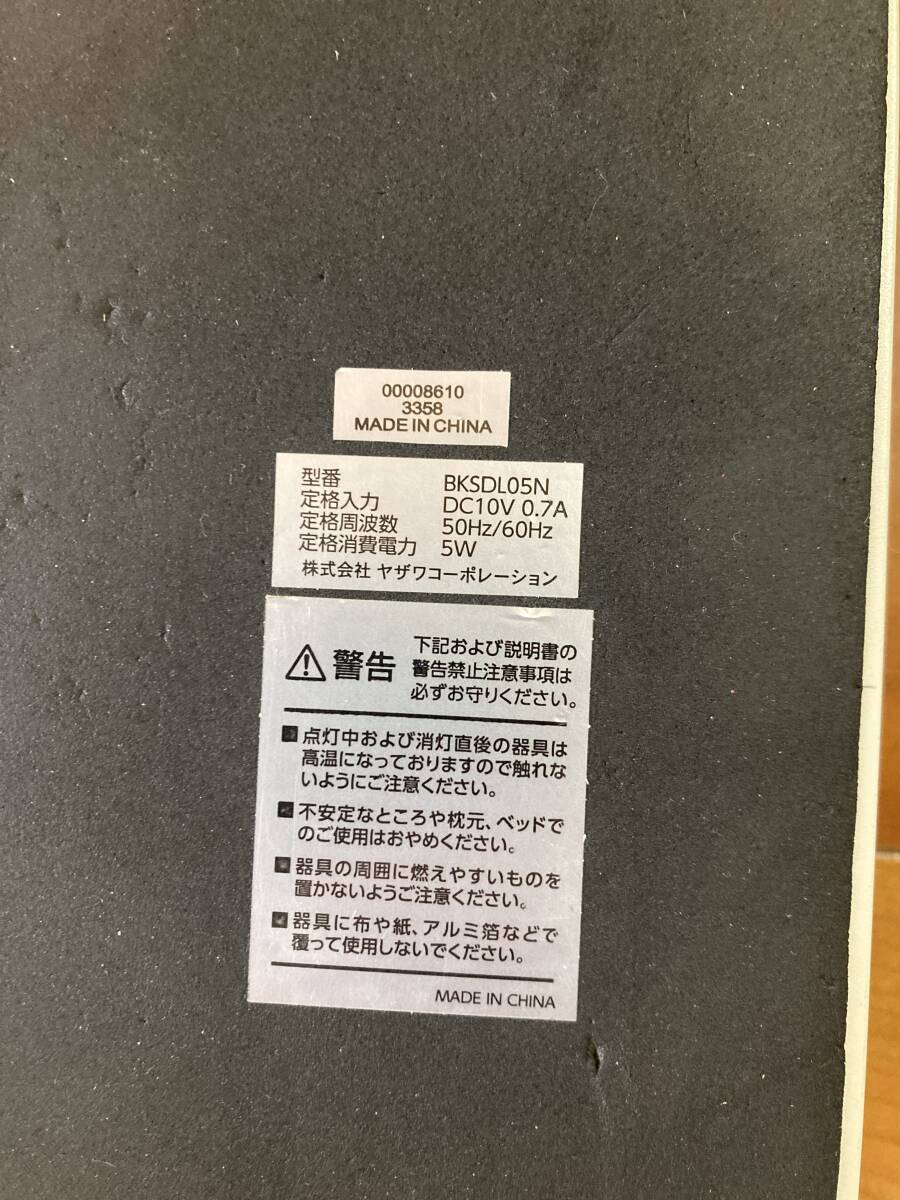 00008610
3358
MADE IN CHINA
型番 BKSDL05N
定格入力 DC10V 0.7A
定格周波数 50Hz/60Hz
定格消費電力 5W
株式会社 ヤザワコーポレーション
警告
下記および説明書の
警告禁止注意事項は
必ずお守りください。
■点灯中および消灯直後の器具は
高温になっておりますので触れな
いようにご注意ください。
■不安定なところや枕元、ベッドで
のご使用はおやめください。
■器具の周囲に燃えやすいものを
置かないようご注意ください。
■器具に布や紙、アルミ箔などで
覆って使用しないでください。
MADE IN CHINA